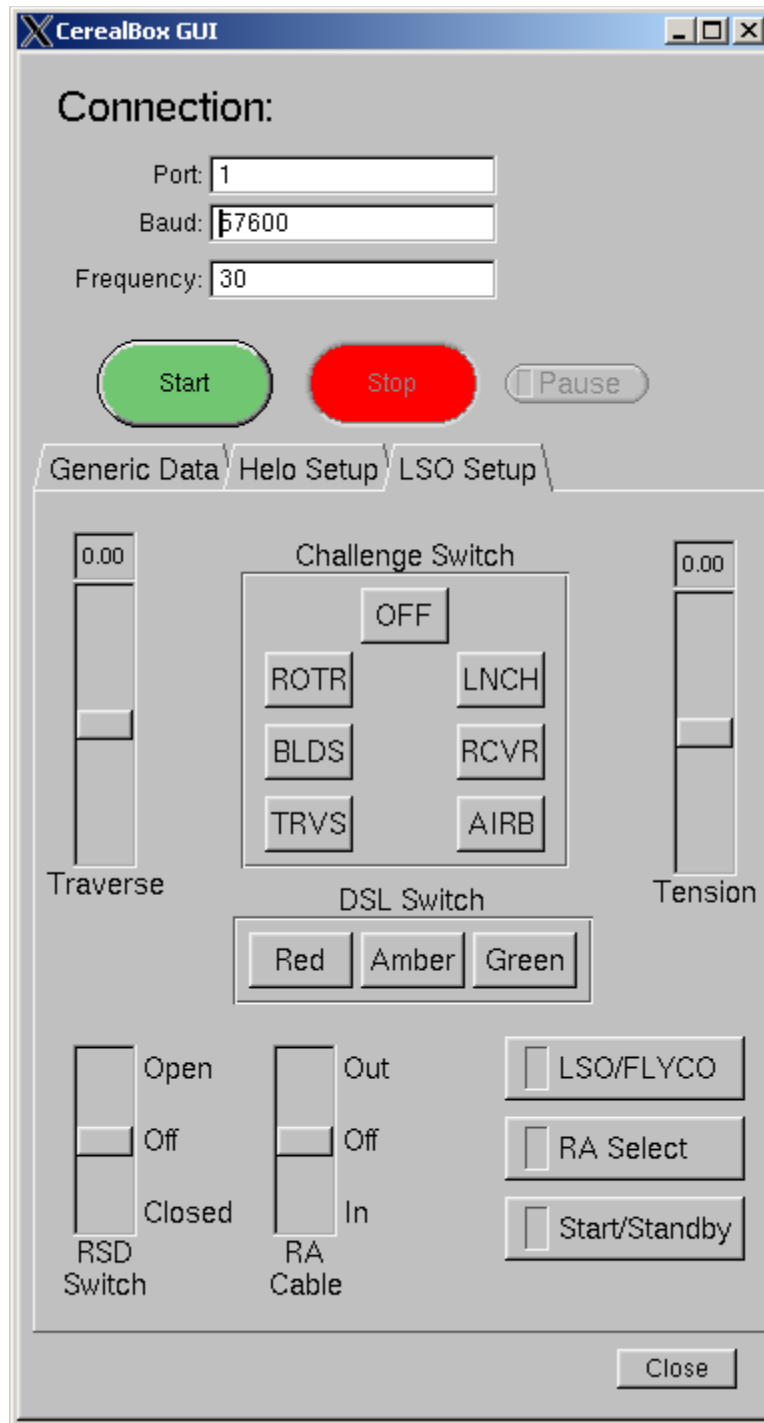 CerealBox GUI
Connection:
Port: 1
Baud: 57600
Frequency: 30
Start Stop Pause
Generic Data Helo Setup LSO Setup
0.00 Challenge Switch 0.00
OFF
ROTR LNCH
BLDS RCVR
TRVS AIRB
Traverse Tension
DSL Switch
Red Amber Green
Open Out LSO/FLYCO
Off Off RA Select
Closed In Start/Standby
RSD RA
Switch Cable
Close